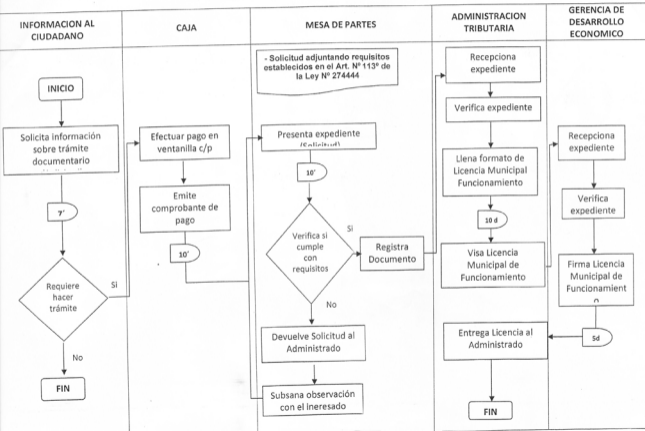 INFORMACION AL
CIUDADANO
CAJA
MESA DE PARTES
ADMINISTRACION
TRIBUTARIA
GERENCIA DE
DESARROLLO
ECONOMICO
INICIO
Solicita información
sobre trámite
documentario
7'
Requiere
hacer
trámite
SI
No
FIN
Efectuar pago en
ventanilla c/p
Emite
comprobante de
pago
10'
- Solicitud adjuntando requisitos
establecidos en el Art. Nº 113º de
la Ley Nº 274444
Presenta expediente
(Solicitud)
10'
Verifica si
cumple
con
requisitos
Si
No
Registra
Documento
Devuelve Solicitud al
Administrado
Subsana observación
con el ineresado
Recepciona
expediente
Verifica expediente
Llena formato de
Licencia Municipal
Funcionamiento
10 d
Visa Licencia
Municipal de
Funcionamiento
Entrega Licencia al
Administrado
FIN
Recepciona
expediente
Verifica
expediente
Firma Licencia
Municipal de
Funcionamient
5d